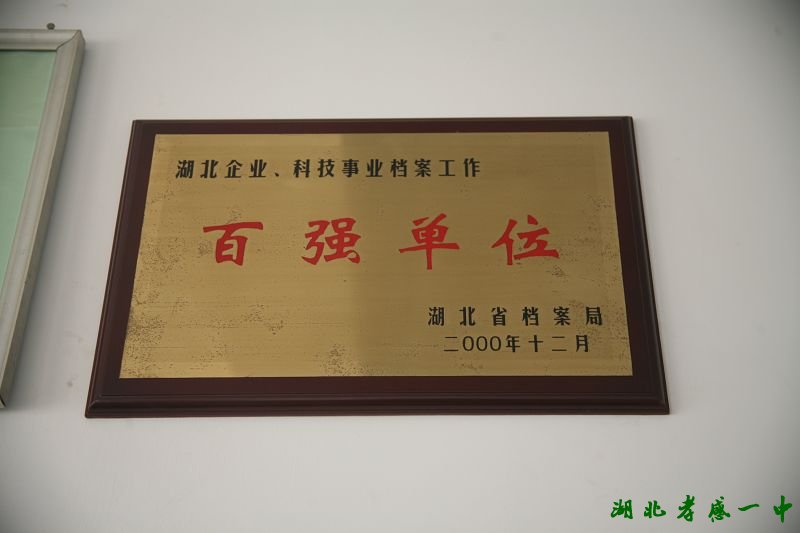 湖北企业、科技事业档案工作
百强单位
湖北省档案局
二000年十二月
湖北孝感一中